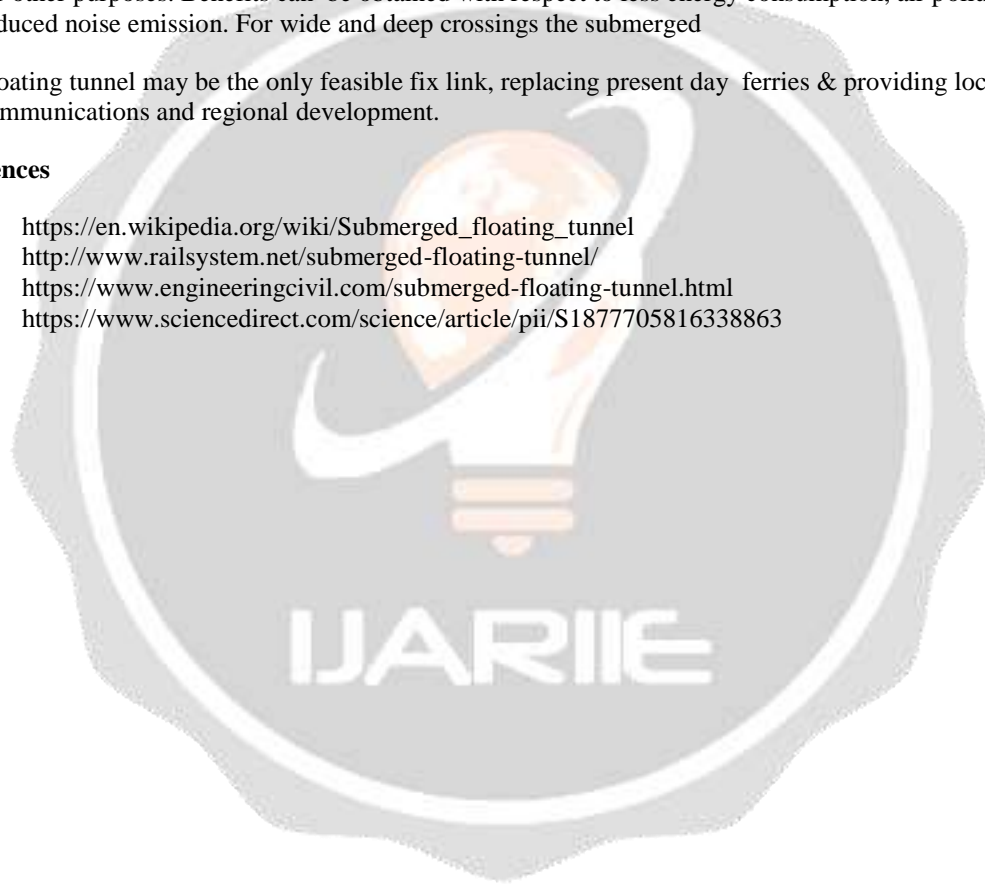 other purposes. Benefits can be obtained with respect to less energy consumption, air
duced noise emission. For wide and deep crossings the submerged
oating tunnel may be the only feasible fix link, replacing present day ferries & providing loc
mmunications and regional development.
ences
https://en.wikipedia.org/wiki/Submerged_floating_tunnel
http://www.railsystem.net/submerged-floating-tunnel/
https://www.engineeringcivil.com/submerged-floating-tunnel.html
https://www.sciencedirect.com/science/article/pii/S1877705816338863
IJARIIE